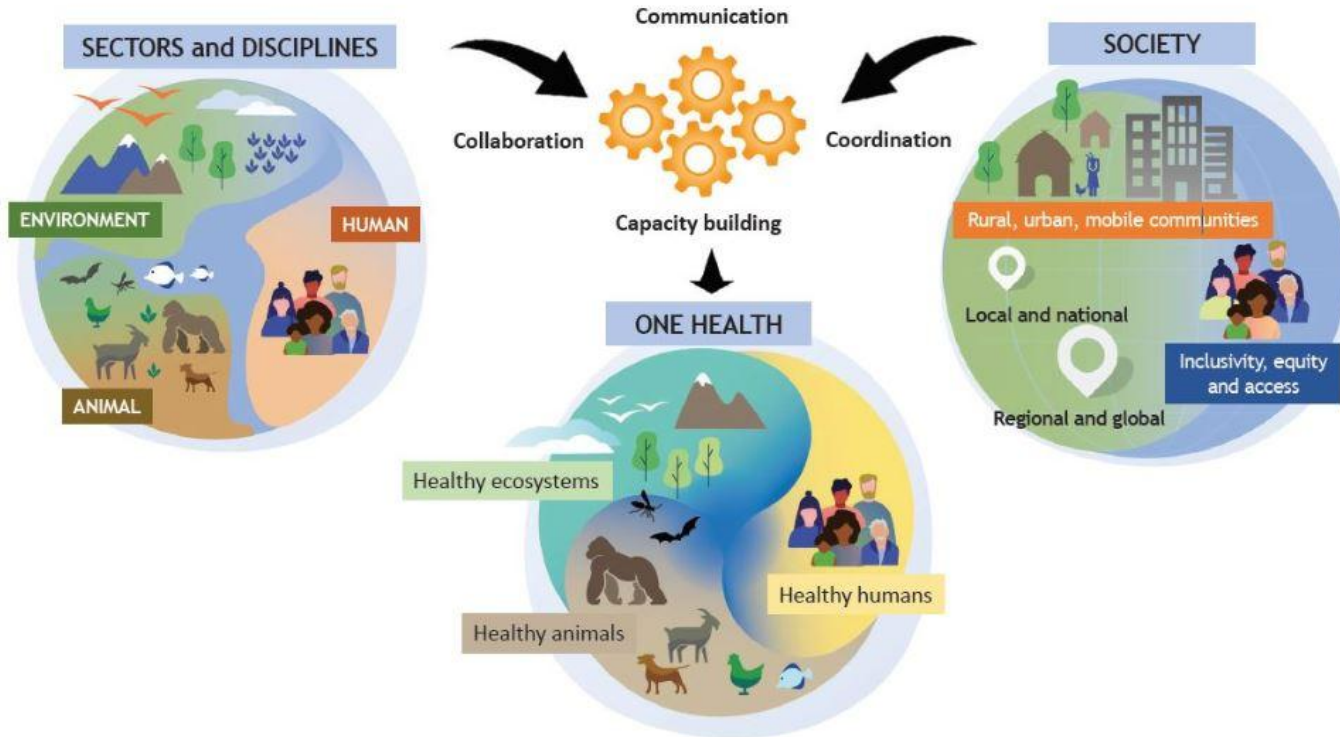 SECTORS and DISCIPLINES
ENVIRONMENT
HUMAN
ANIMAL
Communication
Collaboration
Coordination
Capacity building
SOCIETY
Rural, urban, mobile communities
Local and national
Regional and global
Inclusivity, equity
and access
ONE HEALTH
Healthy ecosystems
Healthy humans
Healthy animals